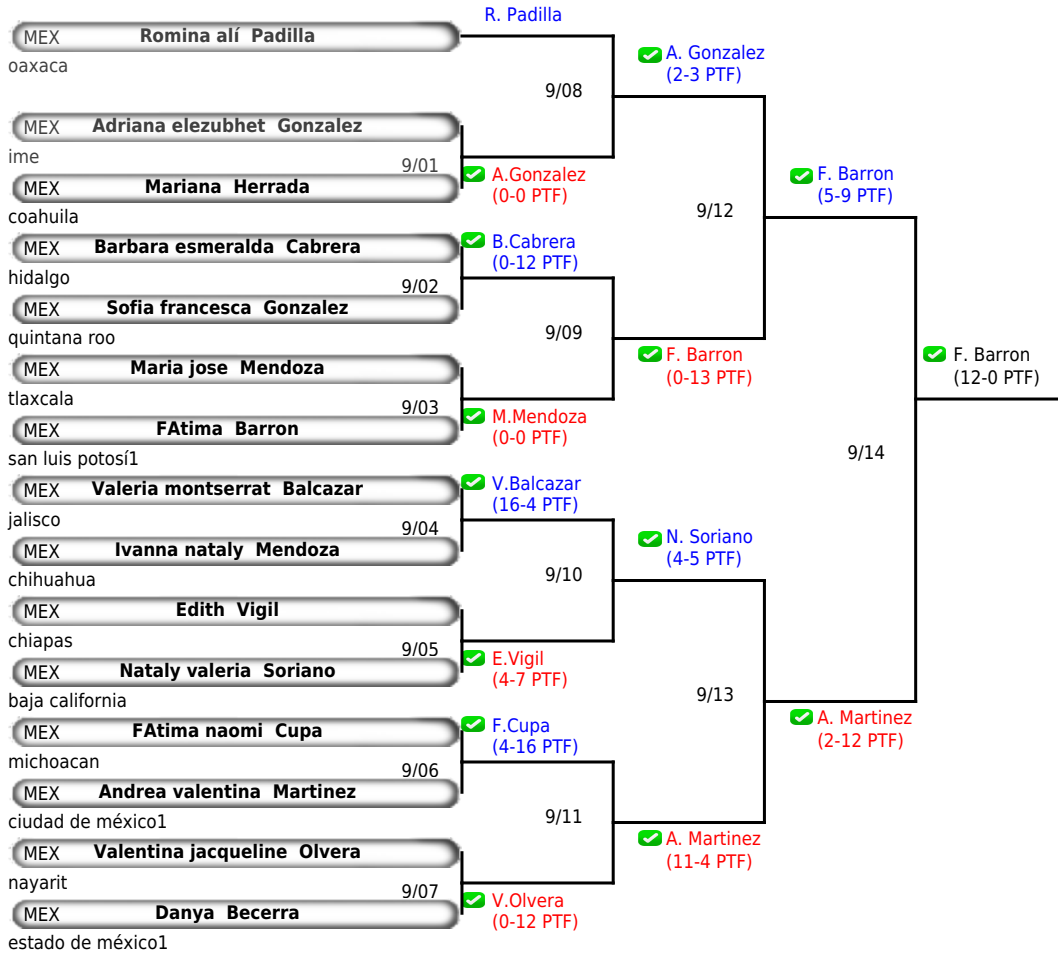 R. Padilla
MEX Romina alí Padilla
oaxaca
A. Gonzalez
(2-3 PTF)
9/08
MEX Adriana elezubhet Gonzalez
ime
9/01
A.Gonzalez
(0-0 PTF)
MEX Mariana Herrada
coahuila
F. Barron
(5-9 PTF)
9/12
MEX Barbara esmeralda Cabrera
B.Cabrera
(0-12 PTF)
hidalgo
9/02
MEX Sofia francesca Gonzalez
quintana roo
9/09
MEX Maria jose Mendoza
F. Barron
(0-13 PTF)
F. Barron
(12-0 PTF)
tlaxcala
9/03
M.Mendoza
(0-0 PTF)
MEX FAtima Barron
san luis potosí1
9/14
MEX Valeria montserrat Balcazar
V.Balcazar
(16-4 PTF)
jalisco
9/04
MEX Ivanna nataly Mendoza
chihuahua
N. Soriano
(4-5 PTF)
9/10
MEX Edith Vigil
chiapas
9/05
E.Vigil
(4-7 PTF)
MEX Nataly valeria Soriano
baja california
9/13
A. Martinez
(2-12 PTF)
MEX FAtima naomi Cupa
F.Cupa
(4-16 PTF)
michoacan
9/06
MEX Andrea valentina Martinez
ciudad de méxico1
9/11
A. Martinez
(11-4 PTF)
MEX Valentina jacqueline Olvera
nayarit
9/07
V.Olvera
(0-12 PTF)
MEX Danya Becerra
estado de méxico1